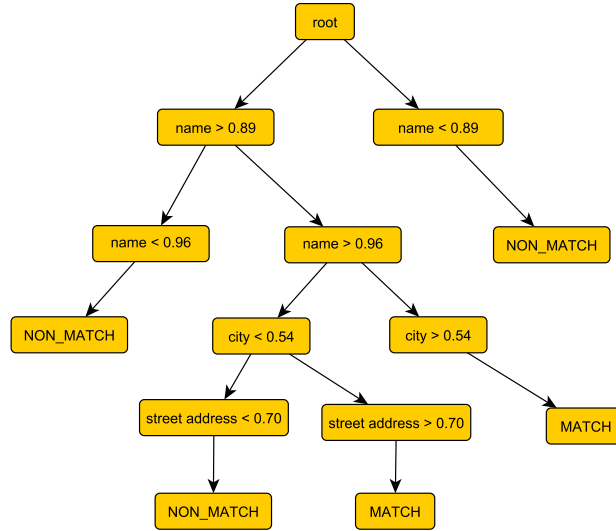 root
name > 0.89
name < 0.89
name < 0.96
name > 0.96
NON_MATCH
NON_MATCH
city < 0.54
city > 0.54
street address < 0.70
street address > 0.70
MATCH
NON_MATCH
MATCH